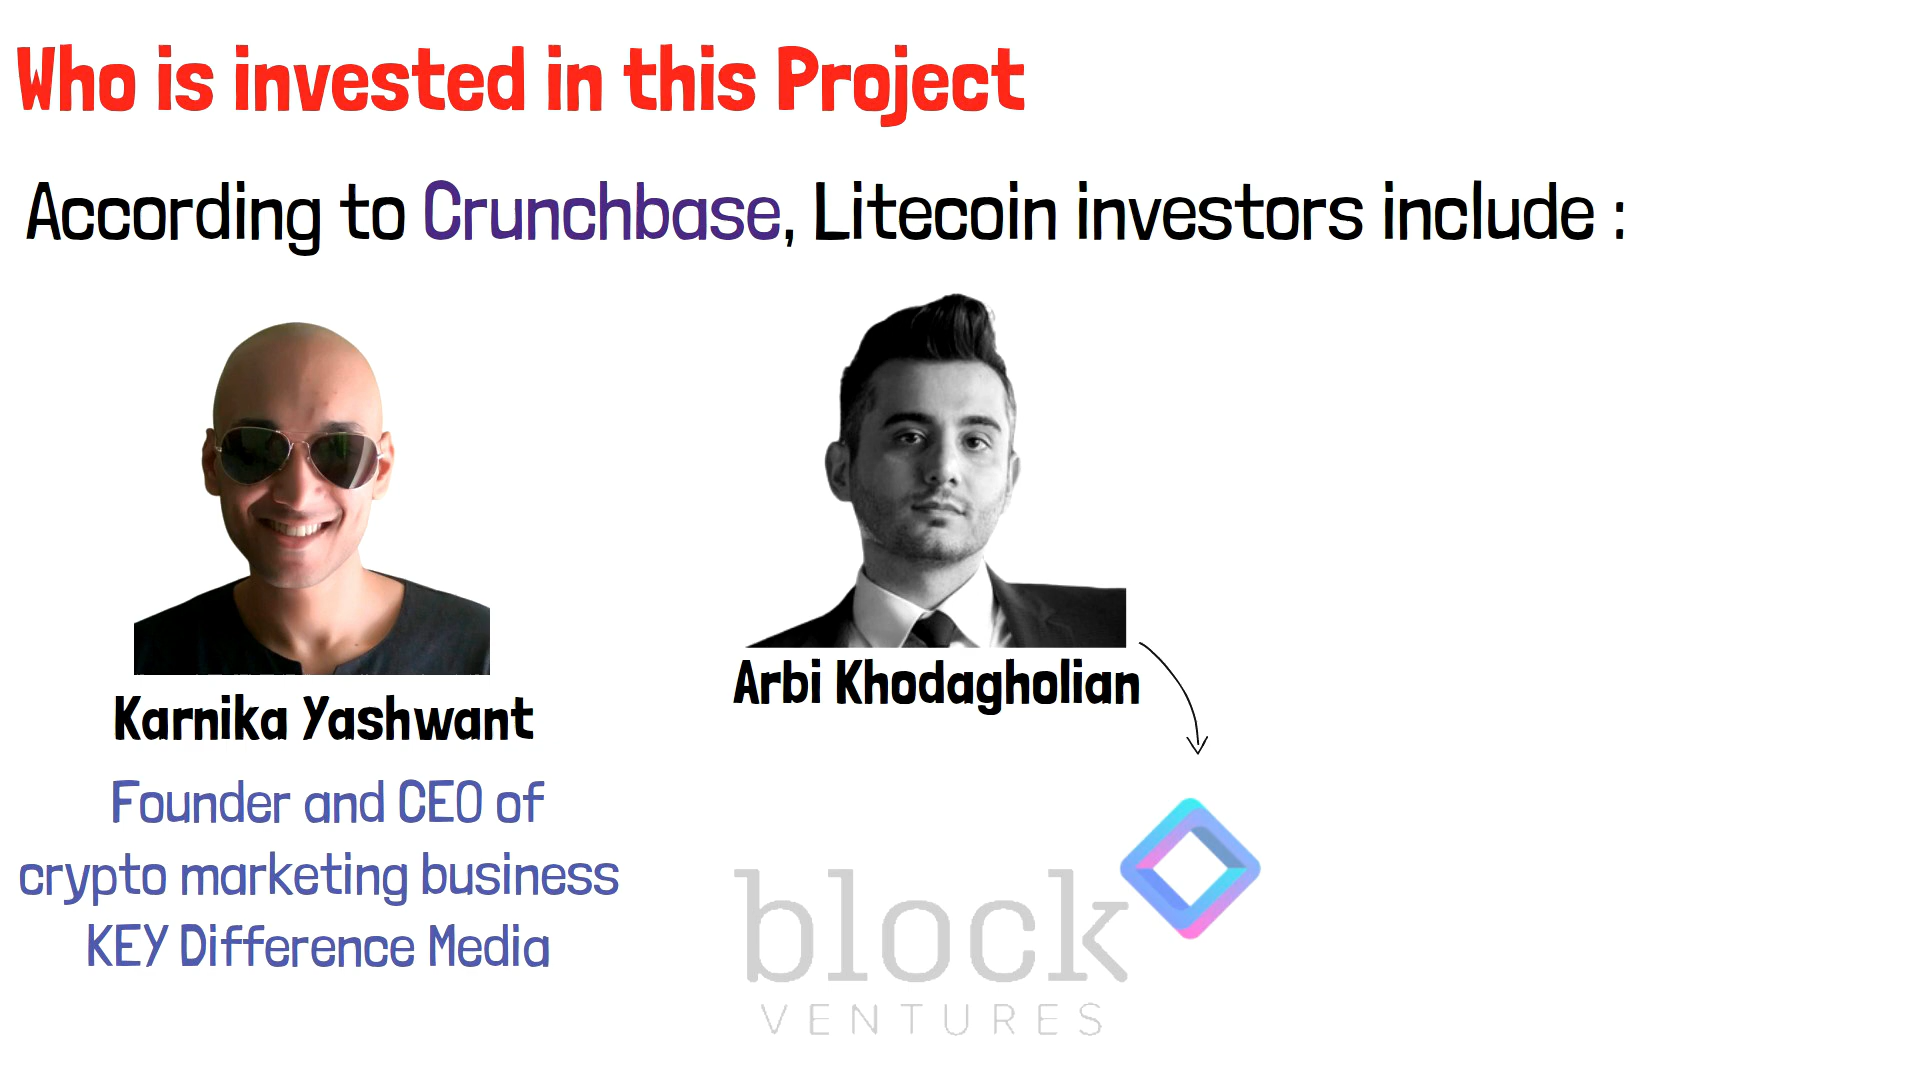 Who is invested in this Project
According to Crunchbase, Litecoin investors include :
Karnika Yashwant
Founder and CEO of
crypto marketing business
KEY Difference Media
Arbi Khodagholian
block
VENTURES